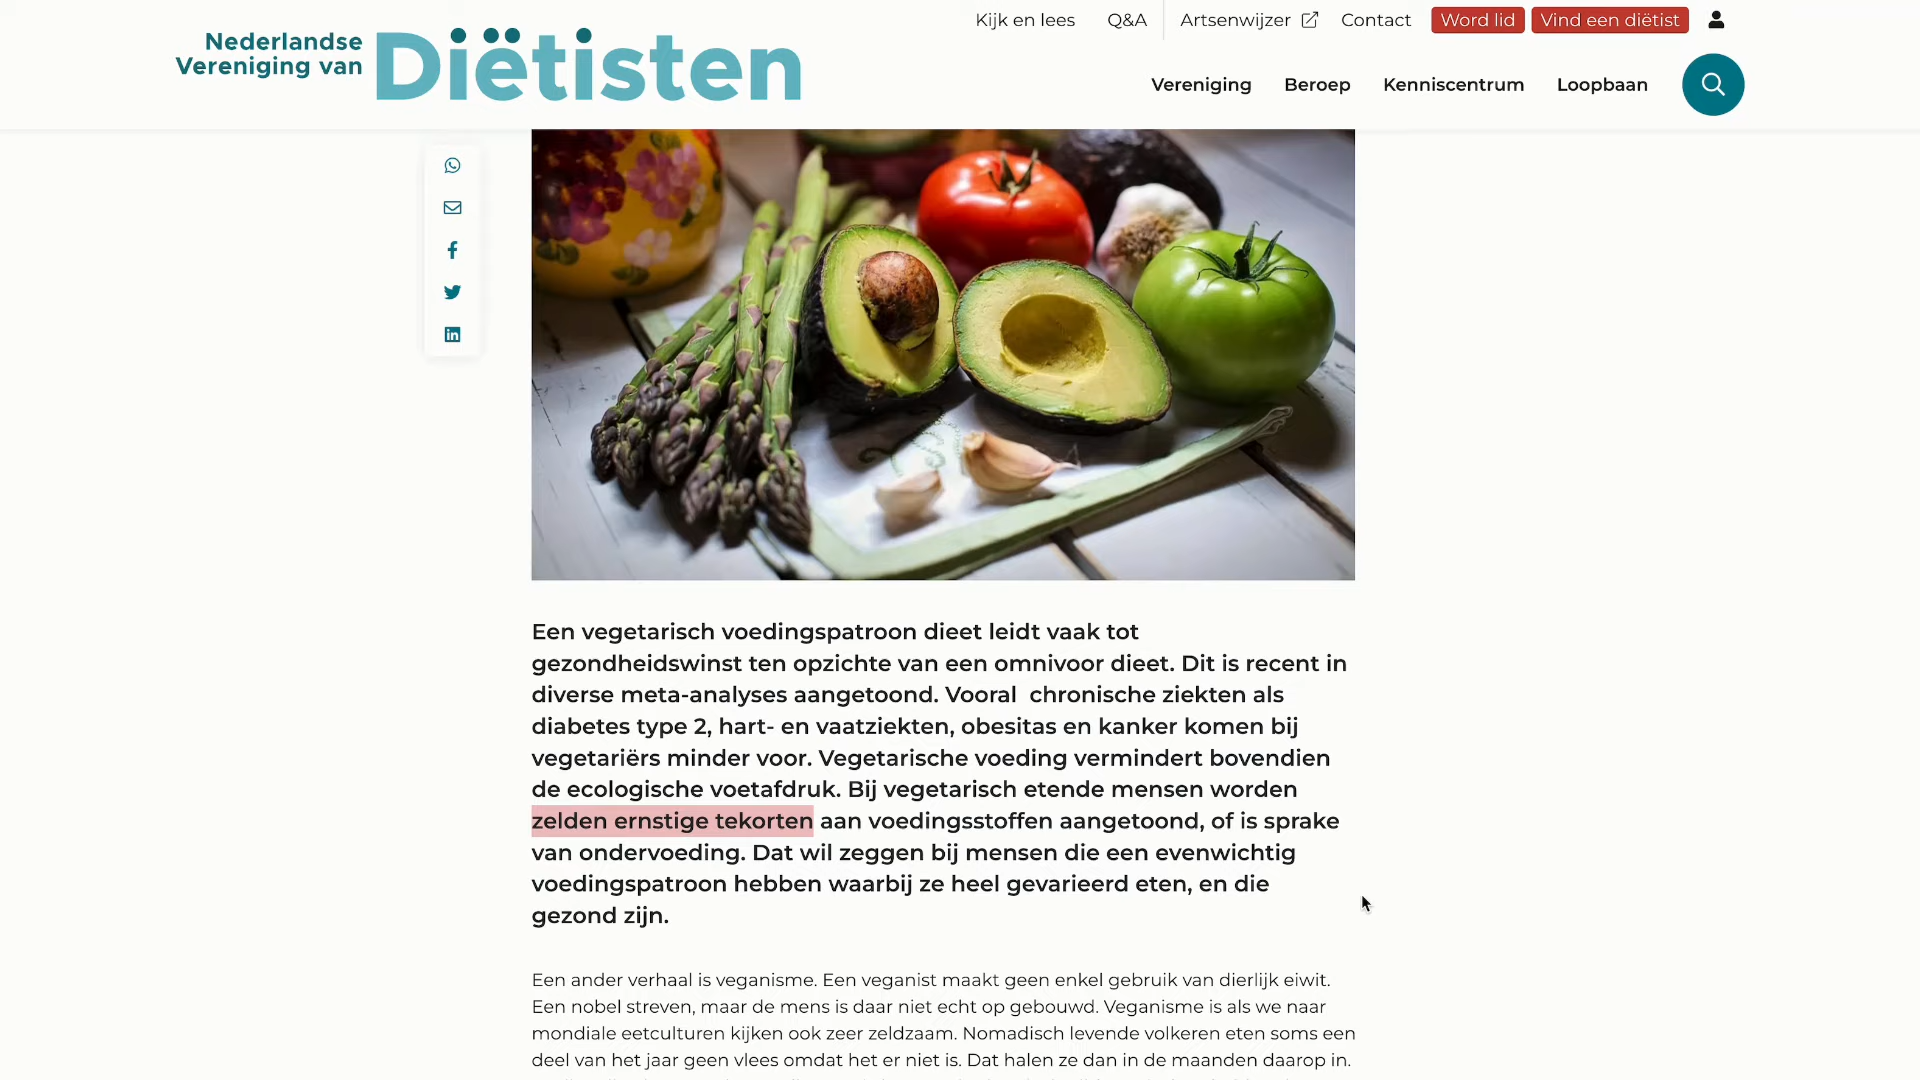 Kijk en lees Q&A Artsenwijzer Contact Word lid Vind een diëtist
Nederlandse
Vereniging van
Diëtisten
Vereniging Beroep Kenniscentrum Loopbaan
Een vegetarisch voedingspatroon dieet leidt vaak tot
gezondheidswinst ten opzichte van een omnivoor dieet. Dit is recent in
diverse meta-analyses aangetoond. Vooral  chronische ziekten als
diabetes type 2, hart- en vaatziekten, obesitas en kanker komen bij
vegetariërs minder voor. Vegetarische voeding vermindert bovendien
de ecologische voetafdruk. Bij vegetarisch etende mensen worden
zelden ernstige tekorten aan voedingsstoffen aangetoond, of is sprake
van ondervoeding. Dat wil zeggen bij mensen die een evenwichtig
voedingspatroon hebben waarbij ze heel gevarieerd eten, en die
gezond zijn.
Een ander verhaal is veganisme. Een veganist maakt geen enkel gebruik van dierlijk eiwit.
Een nobel streven, maar de mens is daar niet echt op gebouwd. Veganisme is als we naar
mondiale eetculturen kijken ook zeer zeldzaam. Nomadisch levende volkeren eten soms een
deel van het jaar geen vlees omdat het er niet is. Dat halen ze dan in de maanden daarop in.